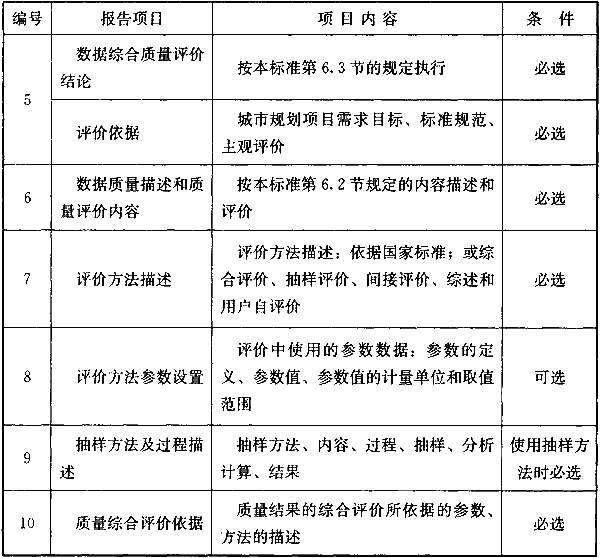 编号 报告项目 项目内容 条件
5 数据综合质量评价
结论 按本标准第6.3节的规定执行 必选
评价依据 城市规划项目需求目标、标准规范、
主观评价 必选
6 数据质量描述和质
量评价内容 按本标准第6.2节规定的内容描述和
评价 必选
7 评价方法描述 评价方法描述:依据国家标准;或综
合评价、抽样评价、间接评价、综述和
用户自评价 必选
8 评价方法参数设置 评价中使用的参数数据:参数的定
义、参数值、参数值的计量单位和取值
范围 可选
9 抽样方法及过程描
述 抽样方法、内容、过程、抽样、分析
计算、结果 使用抽样方
法时必选
10 质量综合评价依据 质量结果的综合评价所依据的参数、
方法的描述 必选